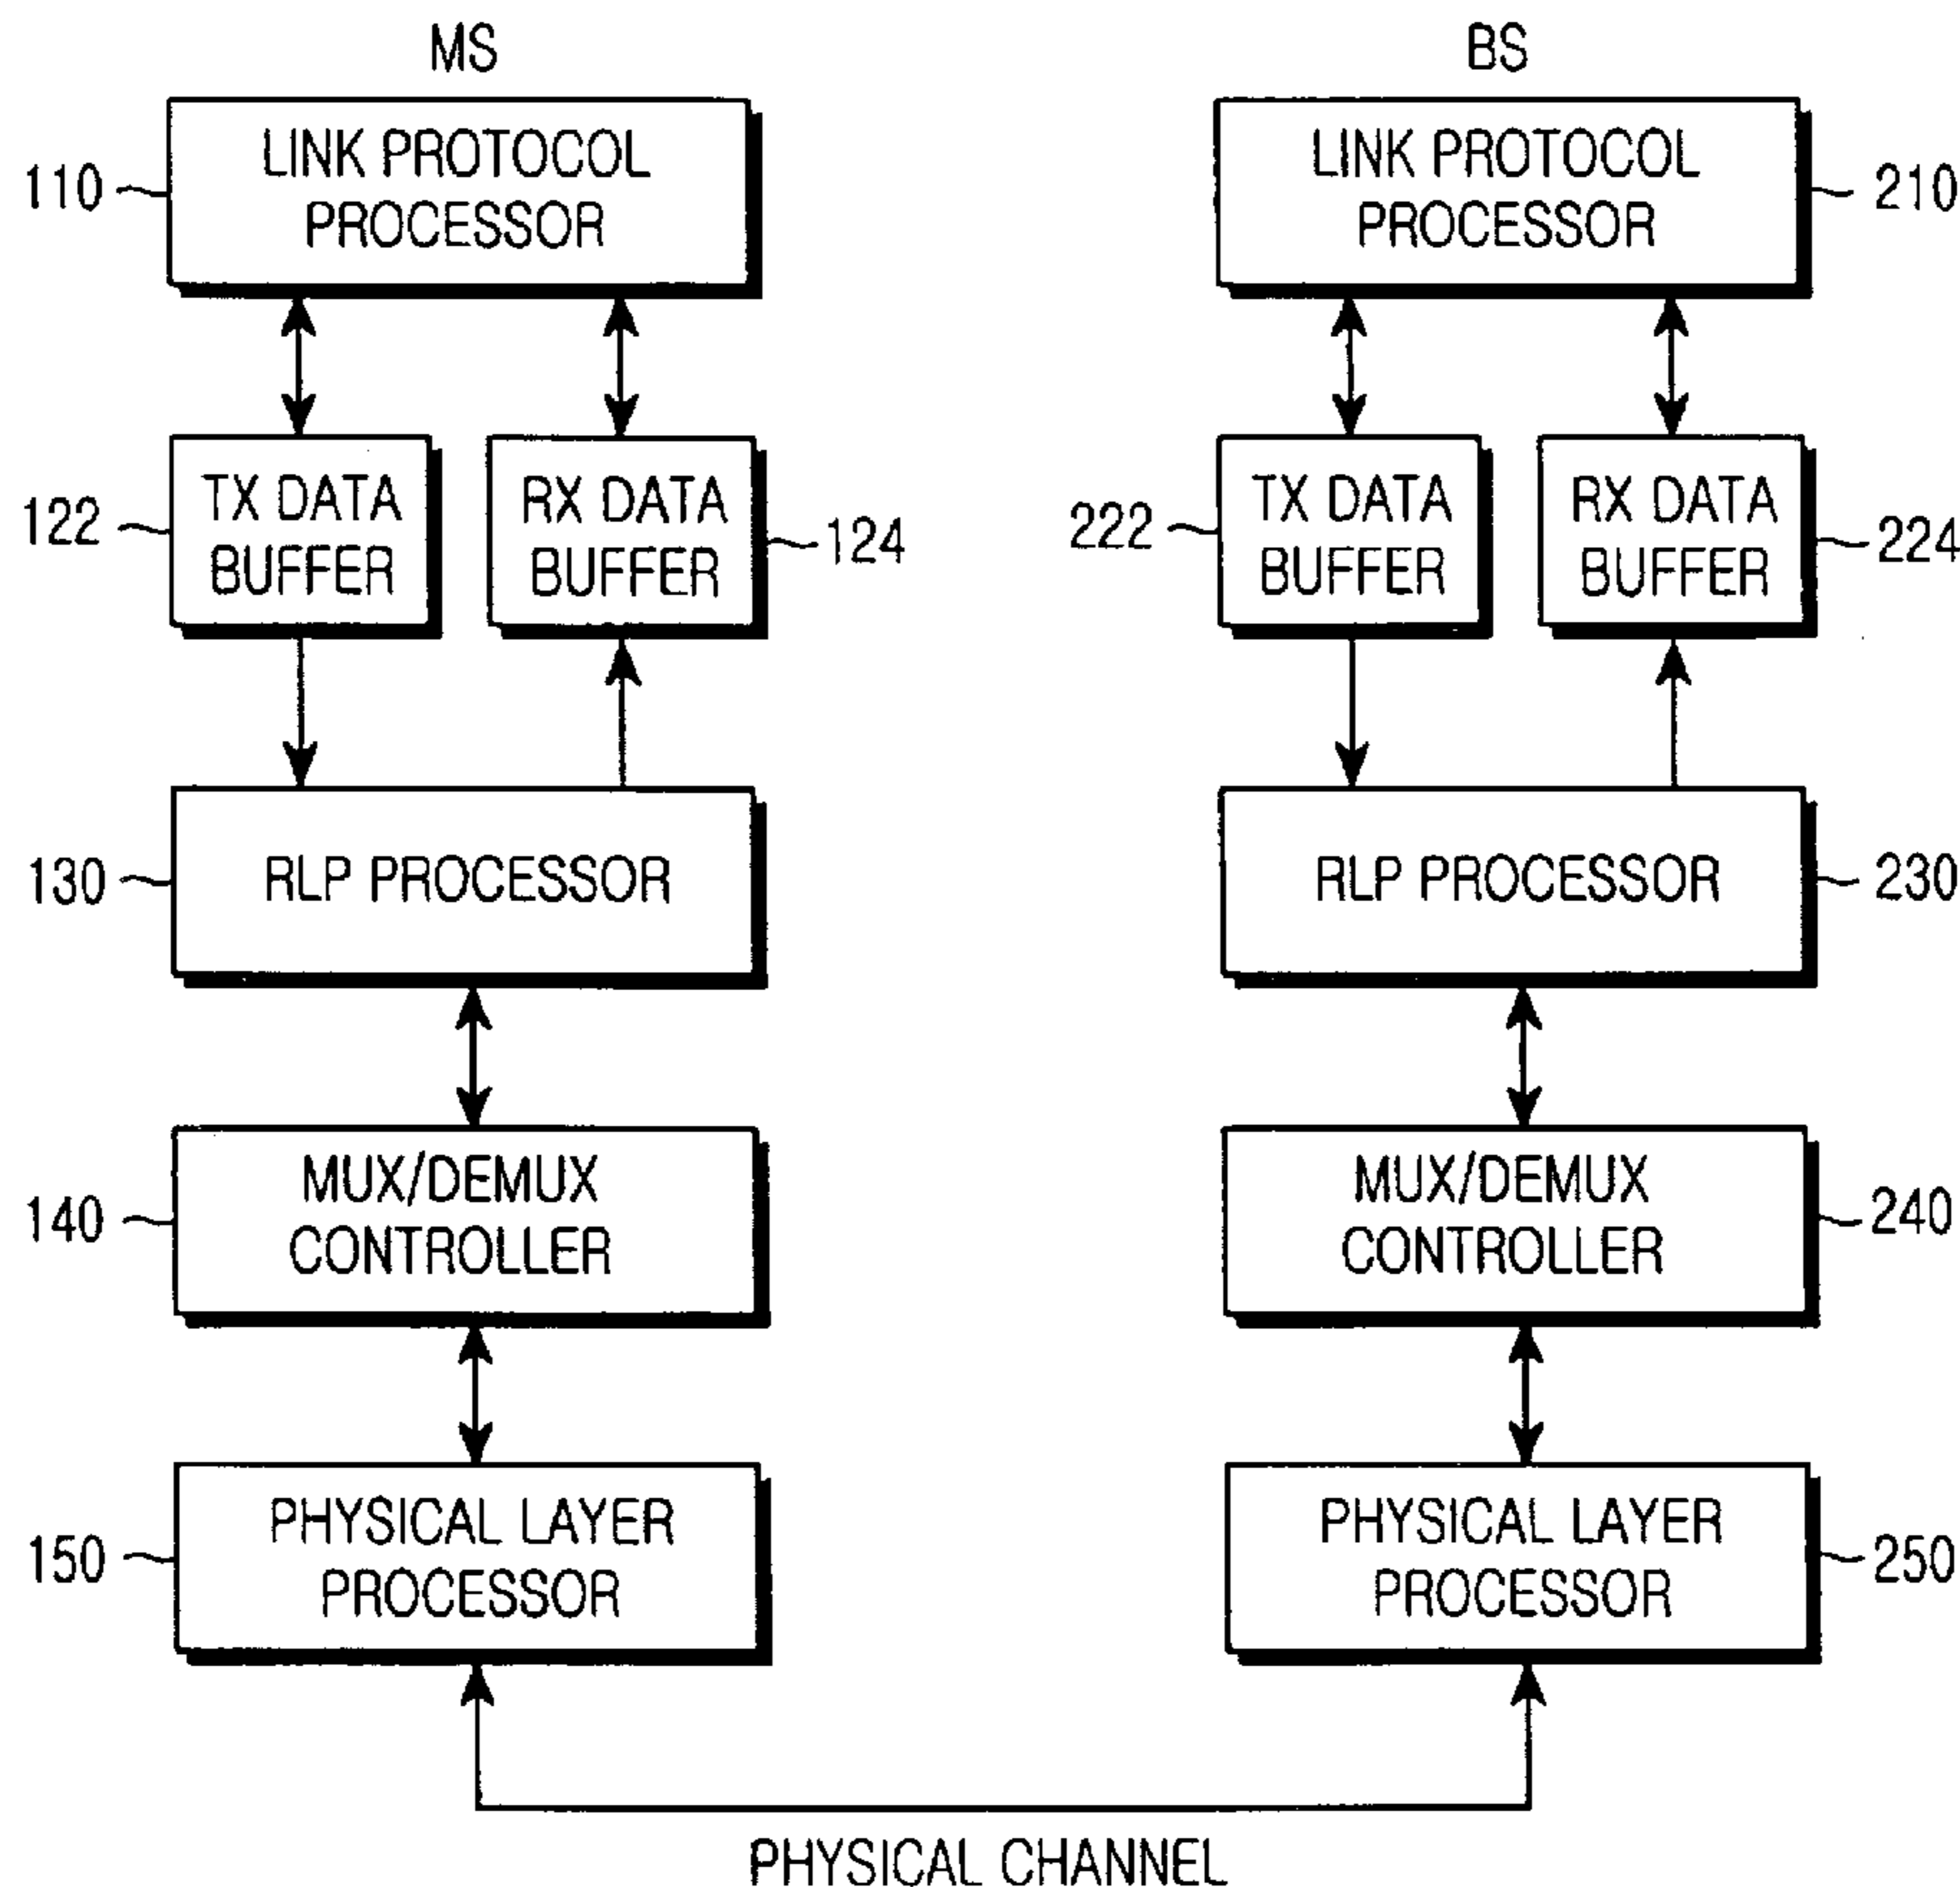 MS
BS
LINK PROTOCOL
PROCESSOR
110
LINK PROTOCOL
PROCESSOR
210
TX DATA
BUFFER
122
RX DATA
BUFFER
124
TX DATA
BUFFER
222
RX DATA
BUFFER
224
RLP PROCESSOR
130
RLP PROCESSOR
230
MUX/DEMUX
CONTROLLER
140
MUX/DEMUX
CONTROLLER
240
PHYSICAL LAYER
PROCESSOR
150
PHYSICAL LAYER
PROCESSOR
250
PHYSICAL CHANNEL